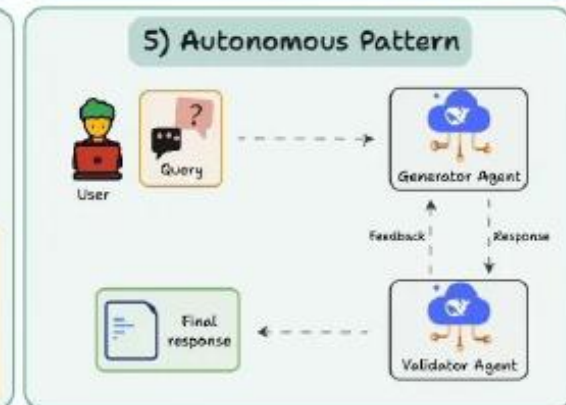 5) Autonomous Pattern
?
Query
User
Generator Agent
Feedback
Response
Final
response
Validator Agent